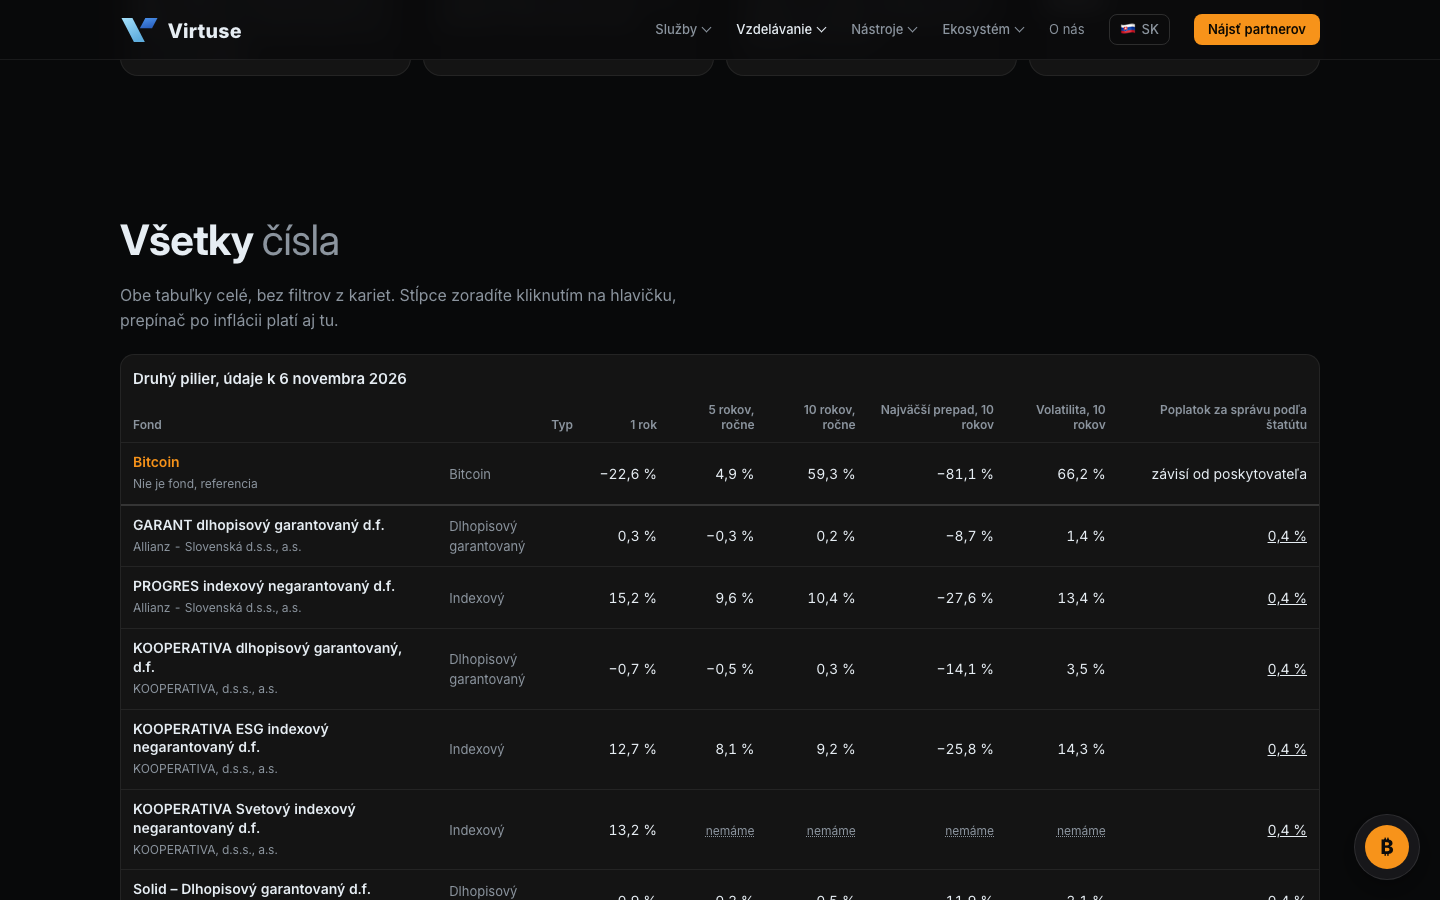 Virtuse
Služby
Vzdelávanie
Nástroje
Ekosystém
O nás
SK
Nájsť partnerov
Všetky čísla
Obe tabuľky celé, bez filtrov z kariet. Stĺpce zoradíte kliknutím na hlavičku,
prepínač po inflácii platí aj tu.
Druhý pilier, údaje k 6 novembra 2026
Fond Typ 1 rok 5 rokov, ročne 10 rokov, ročne Najväčší prepad, 10 rokov Volatilita, 10 rokov Poplatok za správu podľa štatútu
Bitcoin
Nie je fond, referencia
Bitcoin −22,6 % 4,9 % 59,3 % −81,1 % 66,2 % závisí od poskytovateľa
GARANT dlhopisový garantovaný d.f.
Allianz - Slovenská d.s.s., a.s.
Dlhopisový garantovaný 0,3 % −0,3 % 0,2 % −8,7 % 1,4 % 0,4 %
PROGRES indexový negarantovaný d.f.
Allianz - Slovenská d.s.s., a.s.
Indexový 15,2 % 9,6 % 10,4 % −27,6 % 13,4 % 0,4 %
KOOPERATIVA dlhopisový garantovaný,
d.f.
KOOPERATIVA, d.s.s., a.s.
Dlhopisový garantovaný −0,7 % −0,5 % 0,3 % −14,1 % 3,5 % 0,4 %
KOOPERATIVA ESG indexový
negarantovaný d.f.
KOOPERATIVA, d.s.s., a.s.
Indexový 12,7 % 8,1 % 9,2 % −25,8 % 14,3 % 0,4 %
KOOPERATIVA Svetový indexový
negarantovaný d.f.
KOOPERATIVA, d.s.s., a.s.
Indexový 13,2 % nemáme nemáme nemáme nemáme 0,4 %
Solid – Dlhopisový garantovaný d.f.
Dlhopisový